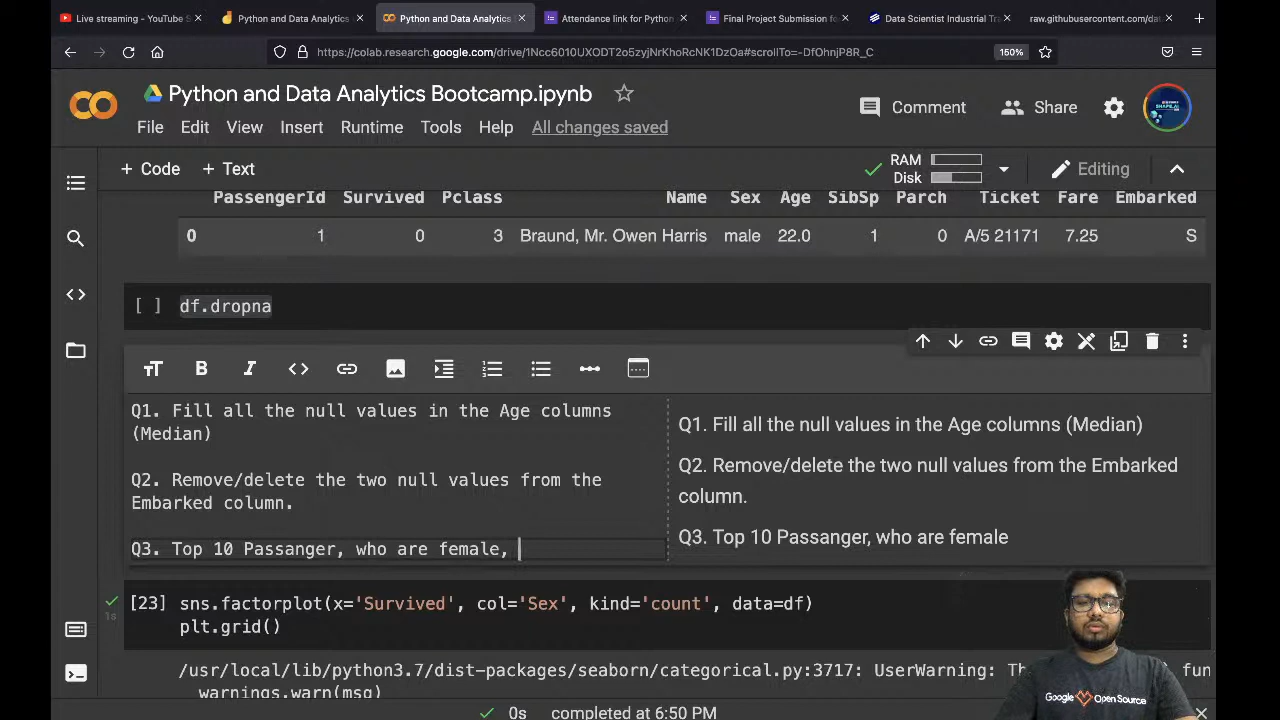 Live streaming - YouTube S
Python and Data Analytics
Python and Data Analytics
Attendance link for Python
Final Project Submission fo
Data Scientist Industrial Tra
raw.githubusercontent.com/dat
https://colab.research.google.com/drive/1Ncc6010UXODT2o5zyjNrKhoRcNK1DzOa#scrollTo=-DfOhnjP8R_C
150%
Python and Data Analytics Bootcamp.ipynb
Comment
Share
File Edit View Insert Runtime Tools Help All changes saved
+ Code + Text
RAM
Disk
Editing
PassengerId Survived Pclass Name Sex Age SibSp Parch Ticket Fare Embarked
0 1 0 3 Braund, Mr. Owen Harris male 22.0 1 0 A/5 21171 7.25 S
[ ] df.dropna
Q1. Fill all the null values in the Age columns
(Median)
Q2. Remove/delete the two null values from the
Embarked column.
Q3. Top 10 Passanger, who are female,
Q1. Fill all the null values in the Age columns (Median)
Q2. Remove/delete the two null values from the Embarked
column.
Q3. Top 10 Passanger, who are female
[23] sns.factorplot(x='Survived', col='Sex', kind='count', data=df)
1s
plt.grid()
/usr/local/lib/python3.7/dist-packages/seaborn/categorical.py:3717: UserWarning: Th
fun
warnings.warn(msg)
0s completed at 6:50 PM
Google Open Source